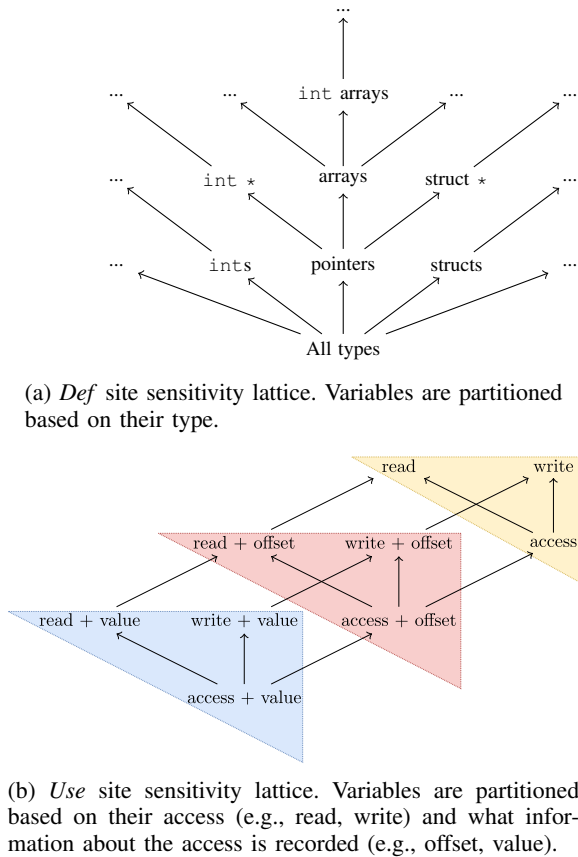 ...
... ... int arrays ... ...
... int * arrays struct * ...
... ints pointers structs ...
All types
(a) Def site sensitivity lattice. Variables are partitioned
based on their type.
read write
read + offset write + offset access
read + value write + value access + offset
access + value
(b) Use site sensitivity lattice. Variables are partitioned
based on their access (e.g., read, write) and what infor-
mation about the access is recorded (e.g., offset, value).